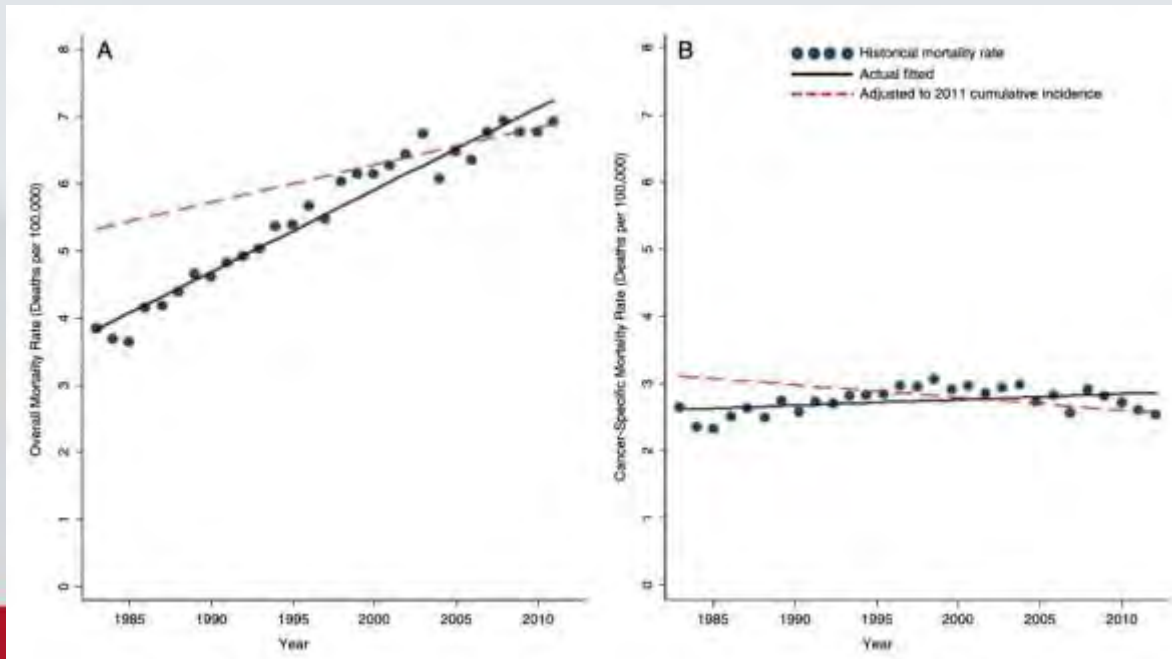 A
Overall Mortality Rate (Deaths per 100,000)
8
7
6
5
4
3
2
1
0
1985 1990 1995 2000 2005 2010
Year
B
Historical mortality rate
Actual fitted
Adjusted to 2011 cumulative incidence
Cancer-Specific Mortality Rate (Deaths per 100,000)
8
7
6
5
4
3
2
1
0
1985 1990 1995 2000 2005 2010
Year